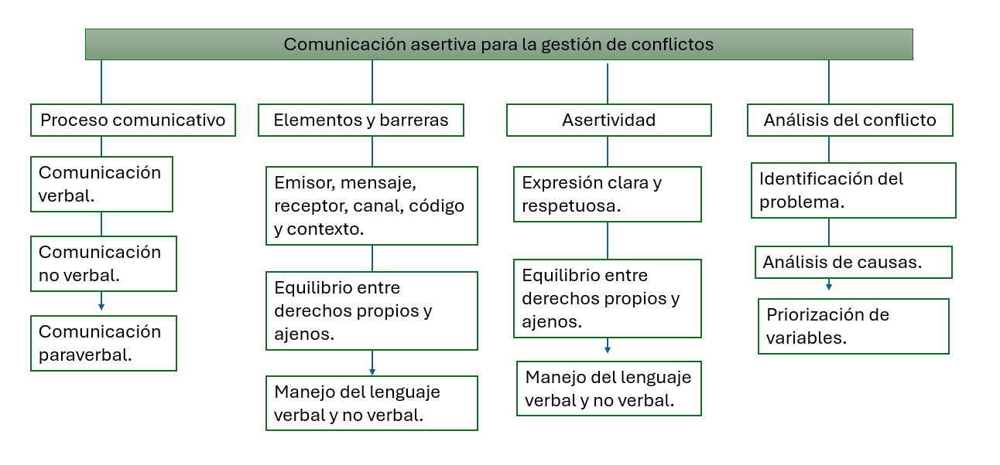 Comunicación asertiva para la gestión de conflictos
Proceso comunicativo
Comunicación
verbal.
Comunicación
no verbal.
Comunicación
paraverbal.
Elementos y barreras
Emisor, mensaje,
receptor, canal, código
y contexto.
Equilibrio entre
derechos propios y
ajenos.
Manejo del lenguaje
verbal y no verbal.
Asertividad
Expresión clara y
respetuosa.
Equilibrio entre
derechos propios y
ajenos.
Manejo del lenguaje
verbal y no verbal.
Análisis del conflicto
Identificación del
problema.
Análisis de causas.
Priorización de
variables.